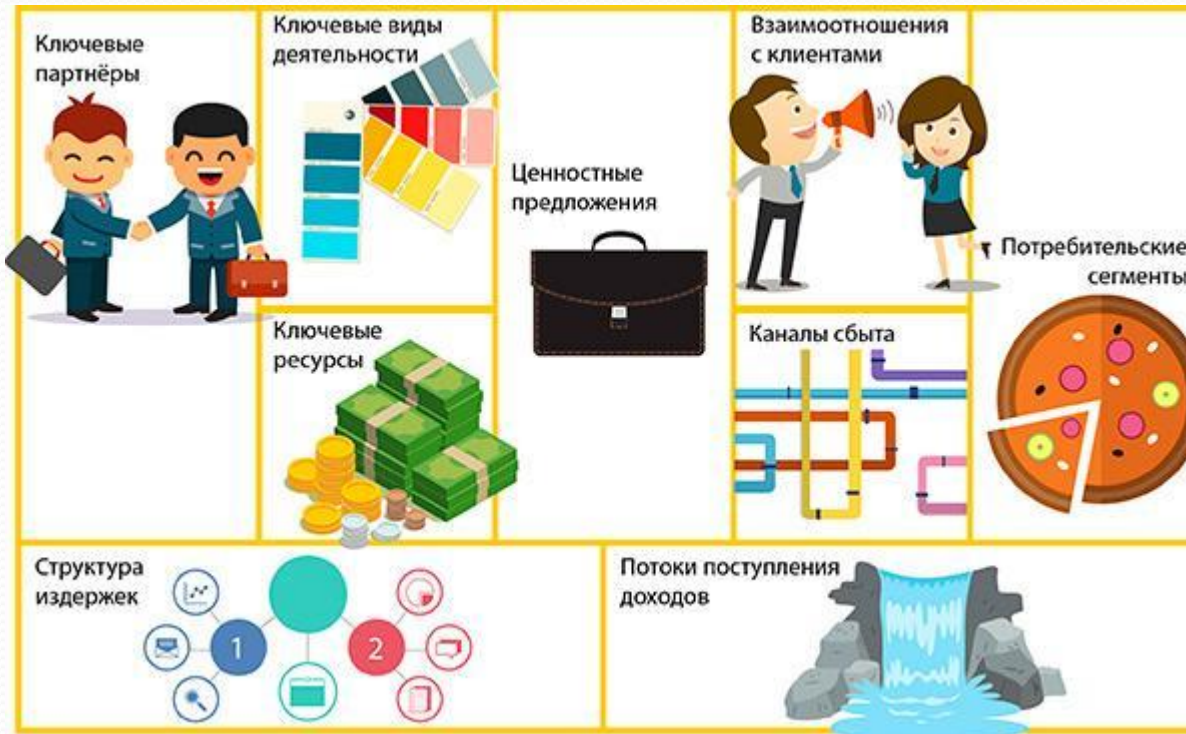 Ключевые
партнёры
Ключевые виды
деятельности
Ключевые
ресурсы
Ценностные
предложения
Взаимоотношения
с клиентами
Каналы сбыта
Потребительские
сегменты
Структура
издержек
1
2
Потоки поступления
доходов